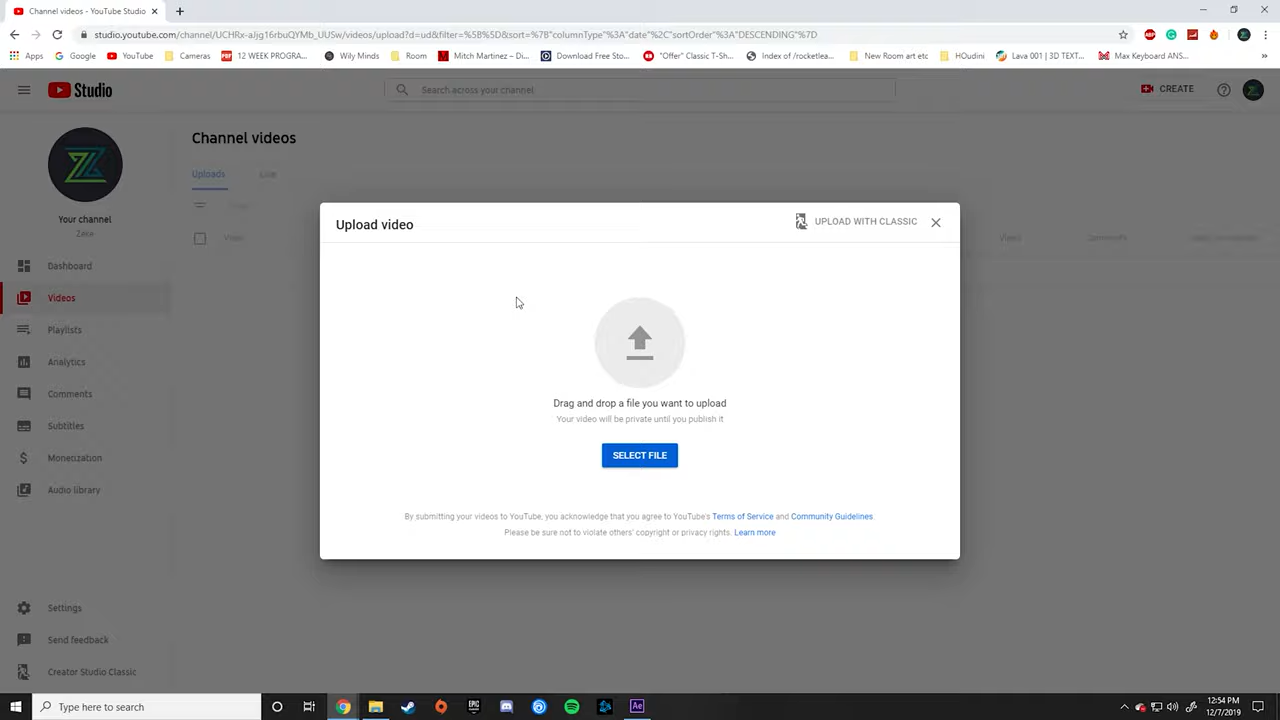 Channel videos - YouTube Studio
studio.youtube.com/channel/UCHRx-aJjg16rbuQYMb_UUSw/videos/upload?d=ud&filter=%5B%5D&sort=%7B"columnType"%3A"date"%2C"sortOrder"%3A"DESCENDING"%7D
Apps Google YouTube Cameras 12 WEEK PROGRA... Wily Minds Room Mitch Martinez – Di... Download Free Sto... "Offer" Classic T-Sh... Index of /rocketlea... New Room art etc HOudini Lava 001 | 3D TEXT... Max Keyboard ANS... »
Studio Search across your channel CREATE
Channel videos
Uploads Live
Your channel
Zeke
Upload video UPLOAD WITH CLASSIC
Video Views Comments
Dashboard
Videos
Playlists
Analytics
Comments
Subtitles
Monetization
Audio library
Drag and drop a file you want to upload
Your video will be private until you publish it
SELECT FILE
By submitting your videos to YouTube, you acknowledge that you agree to YouTube's Terms of Service and Community Guidelines.
Please be sure not to violate others' copyright or privacy rights. Learn more
Settings
Send feedback
Creator Studio Classic
Type here to search
EPIC
Ae
12:54 PM
12/7/2019